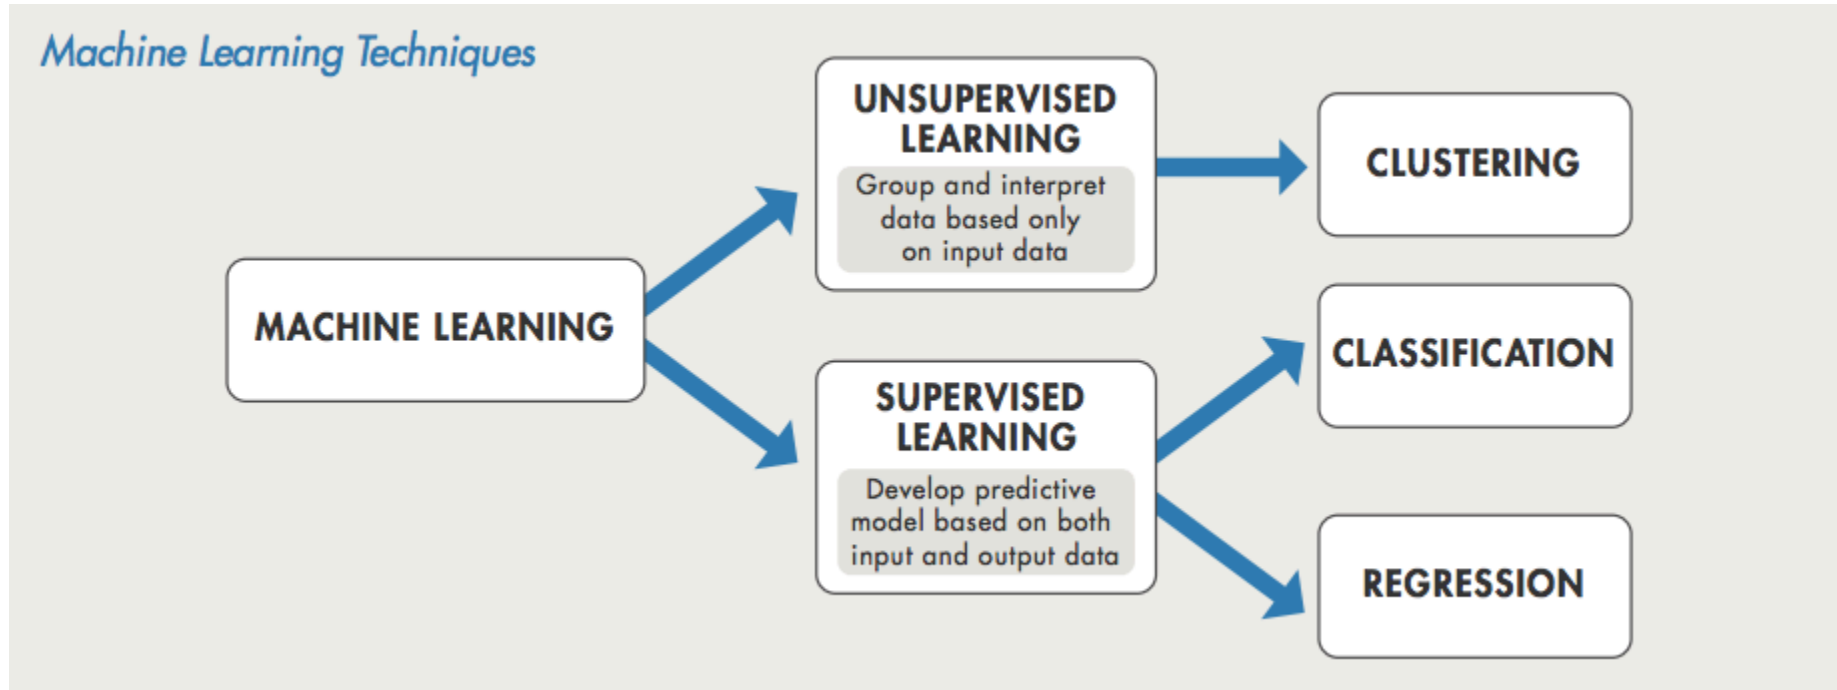 Machine Learning Techniques
MACHINE LEARNING
UNSUPERVISED
LEARNING
Group and interpret
data based only
on input data
CLUSTERING
SUPERVISED
LEARNING
Develop predictive
model based on both
input and output data
CLASSIFICATION
REGRESSION